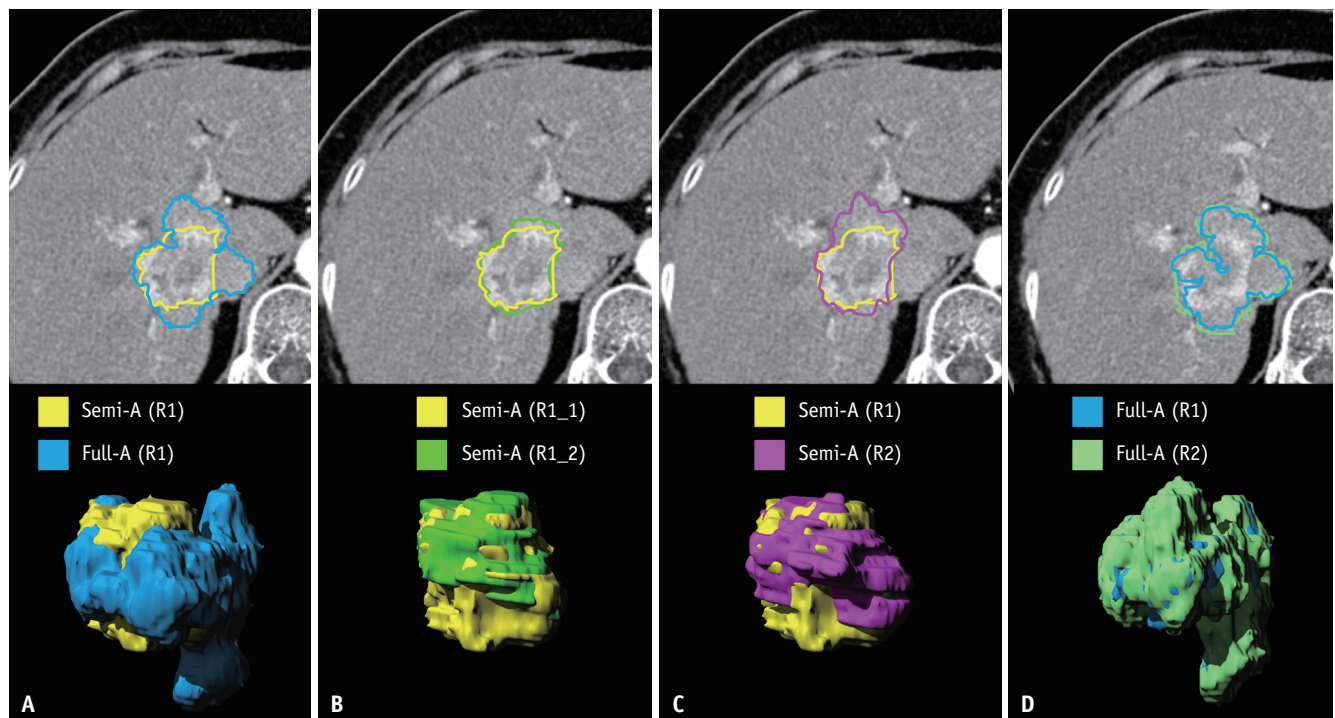 Semi-A (R1)
Full-A (R1)
A
Semi-A (R1_1)
Semi-A (R1_2)
B
Semi-A (R1)
Semi-A (R2)
C
Full-A (R1)
Full-A (R2)
D